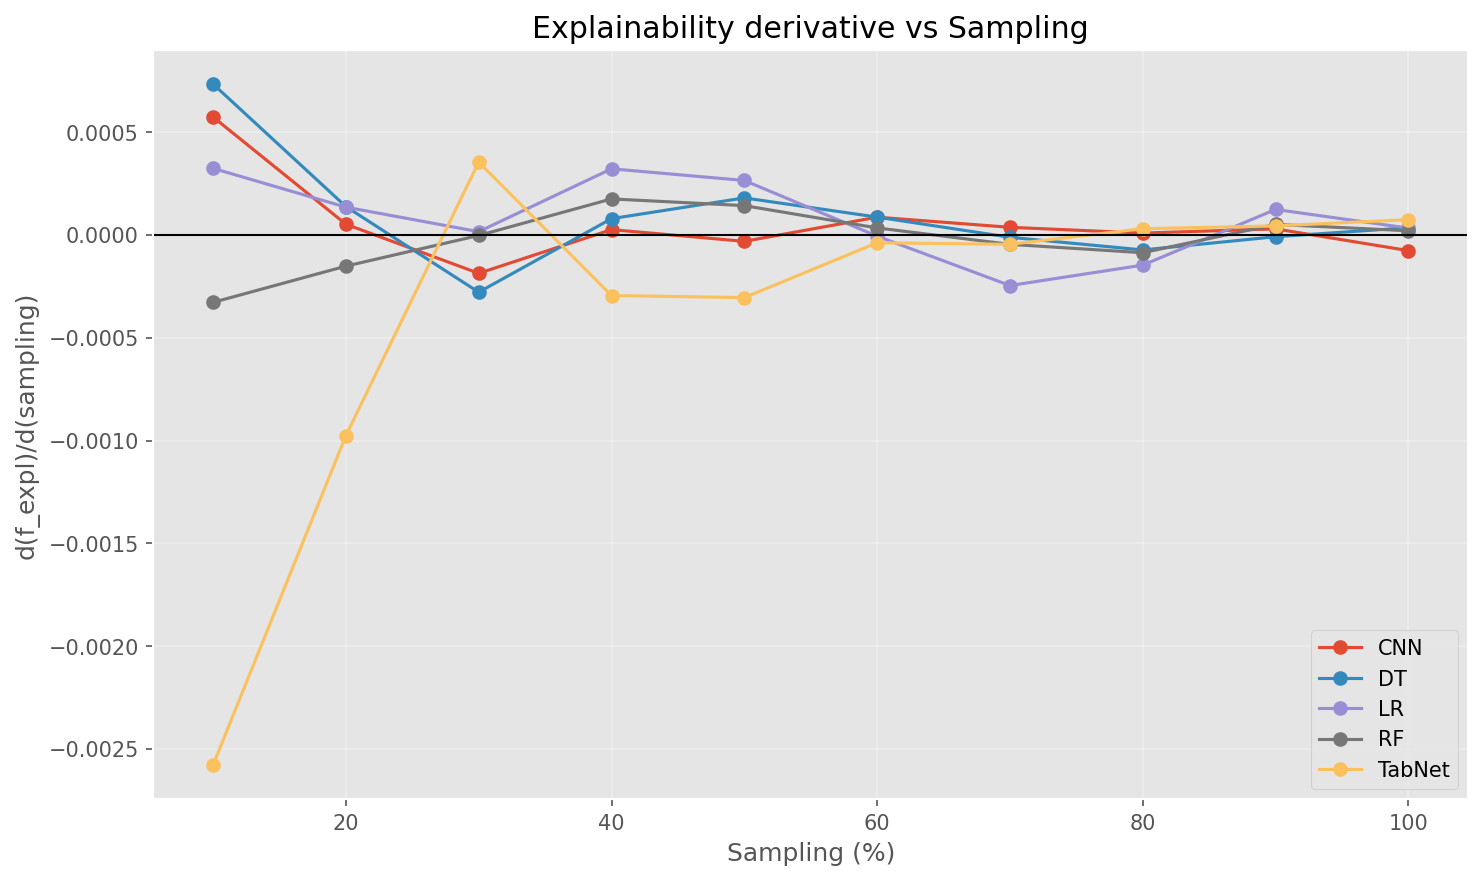 Explainability derivative vs Sampling
d(f_expl)/d(sampling)
0.0005
0.0000
−0.0005
−0.0010
−0.0015
−0.0020
−0.0025
20
40
60
80
100
Sampling (%)
CNN
DT
LR
RF
TabNet